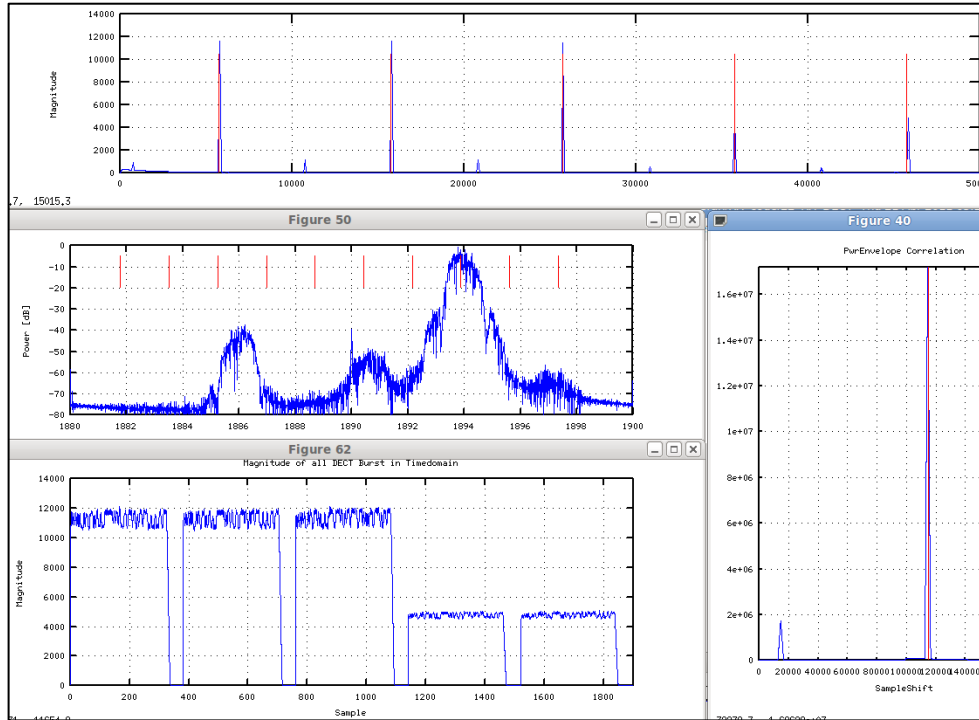 14000
12000
10000
8000
6000
4000
2000
0
Magnitude
0 10000 20000 30000 40000 500
.7, 15015.3
Figure 50
0
-10
-20
-30
-40
-50
-60
-70
-80
Power [dB]
1880 1882 1884 1886 1888 1890 1892 1894 1896 1898 1900
Figure 62
Magnitude of all DECT Burst in Timedomain
14000
12000
10000
8000
6000
4000
2000
0
Magnitude
0 200 400 600 800 1000 1200 1400 1600 1800
Sample
Figure 40
PwrEnvelope Correlation
1.6e+07
1.4e+07
1.2e+07
1e+07
8e+06
6e+06
4e+06
2e+06
0
0 20000 40000 60000 80000 100000 120000 140000
SampleShift